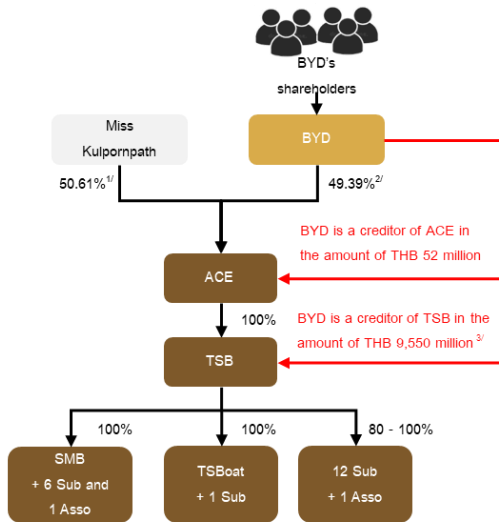 BYD's
shareholders
Miss
Kulpornpath
BYD
50.61%1/
49.39%2/
BYD is a creditor of ACE in
the amount of THB 52 million
ACE
100%
BYD is a creditor of TSB in the
amount of THB 9,550 million 3/
TSB
100%
100%
80 - 100%
SMB
+ 6 Sub and
1 Asso
TSBoat
+ 1 Sub
12 Sub
+ 1 Asso